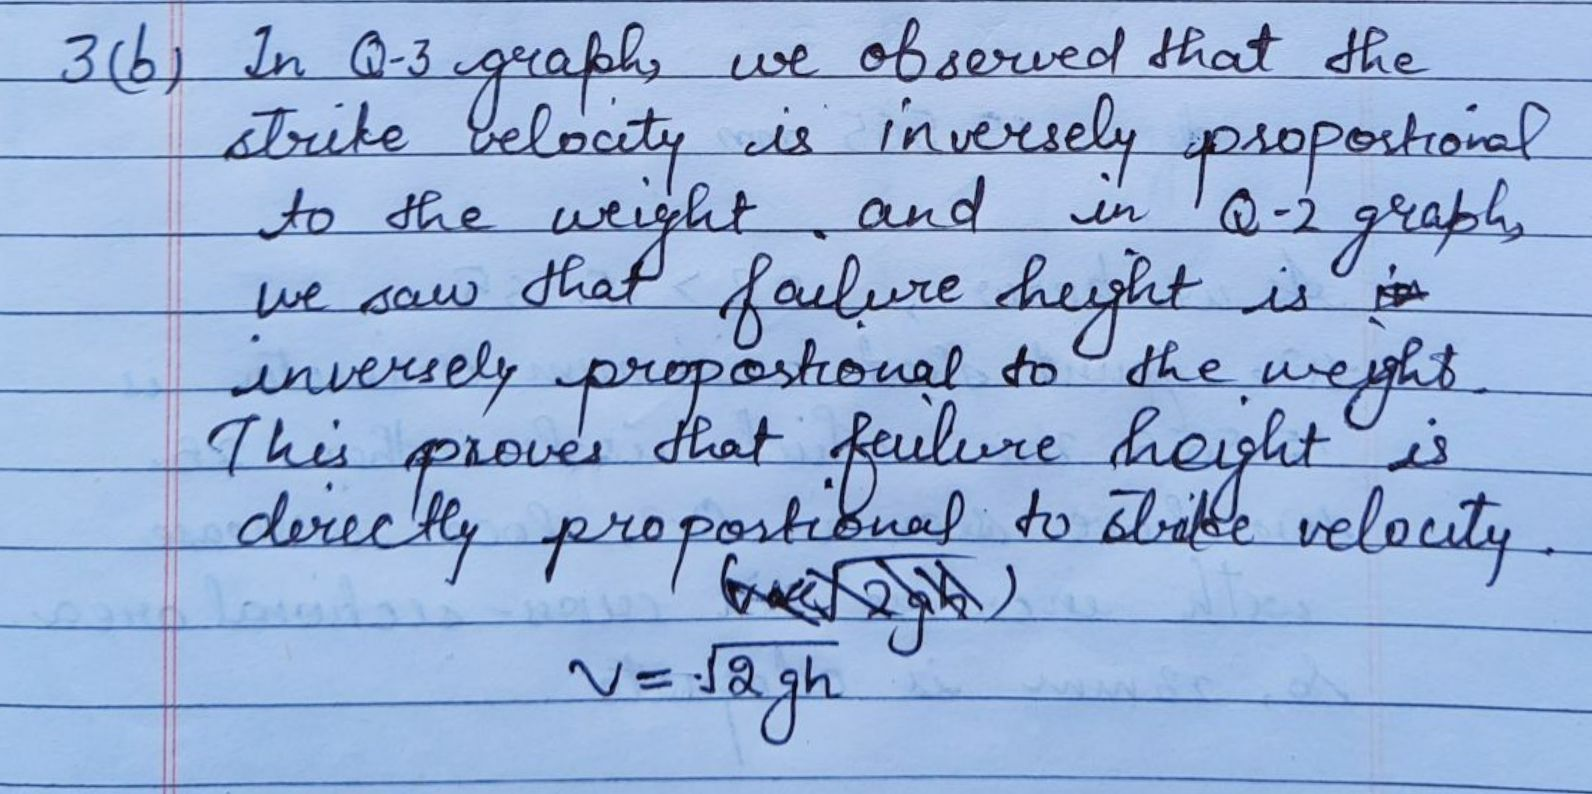 3(b) In Q-3 graph, we observed that the
strike velocity is inversely proportional
to the weight. and in Q-2 graph,
we saw that failure height is
inversely proportional to the weight.
This proves that failure height is
directly proportional to strike velocity.
(v = √2gh)
v = √2gh